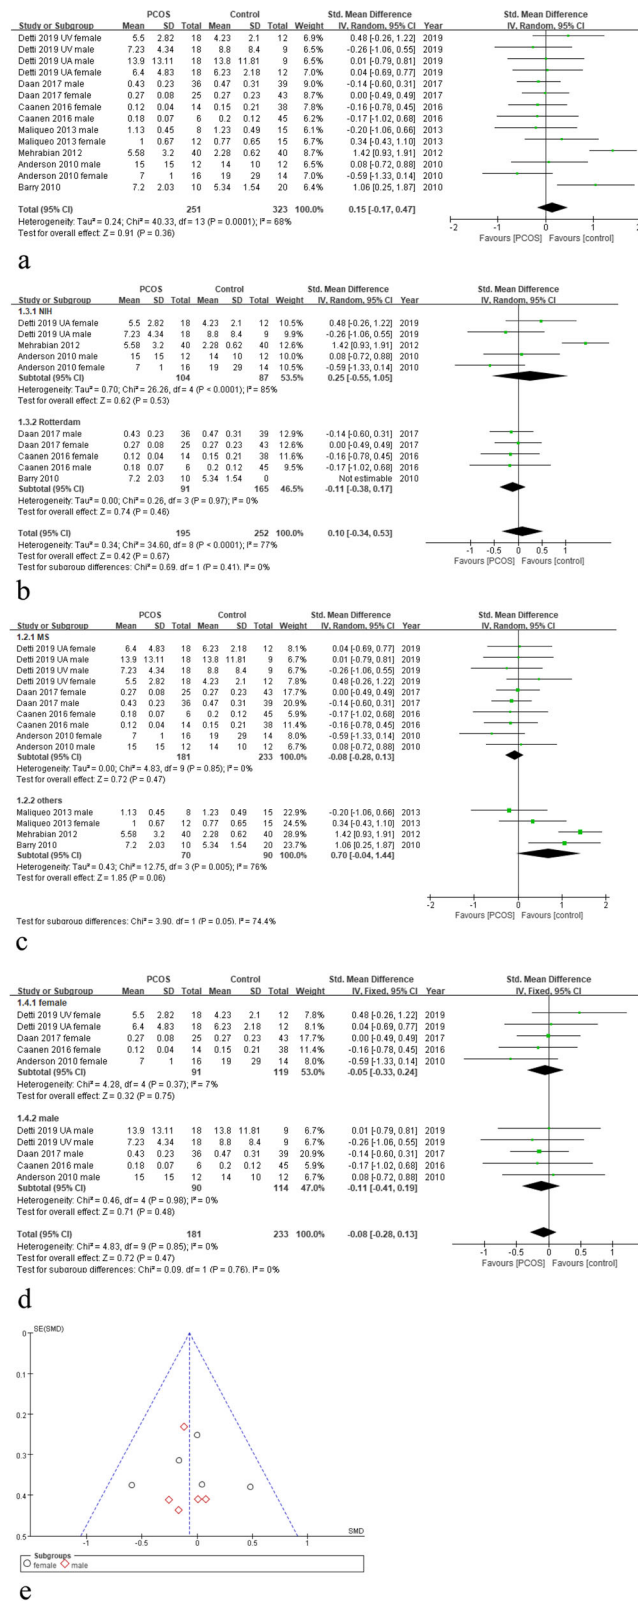 PCOS Control Std. Mean Difference Std. Mean Difference
Study or Subgroup Mean SD Total Mean SD Total Weight IV, Random, 95% CI Year IV, Random, 95% CI
Detti 2019 UV female 5.5 2.82 18 4.23 2.1 12 6.9% 0.48 [-0.26, 1.22] 2019
Detti 2019 UV male 7.23 4.34 18 8.8 8.4 9 6.5% -0.26 [-1.06, 0.55] 2019
Detti 2019 UA male 13.9 13.11 18 13.8 11.81 9 6.6% 0.01 [-0.79, 0.81] 2019
Detti 2019 UA female 6.4 4.83 18 6.23 2.18 12 6.9% 0.04 [-0.69, 0.77] 2019
Daan 2017 male 0.43 0.23 36 0.47 0.31 39 8.8% -0.14 [-0.60, 0.31] 2017
Daan 2017 female 0.27 0.08 25 0.27 0.23 43 8.6% 0.00 [-0.49, 0.49] 2017
Caanen 2016 female 0.12 0.04 14 0.15 0.21 38 7.7% -0.16 [-0.78, 0.45] 2016
Caanen 2016 male 0.18 0.07 6 0.2 0.12 45 6.3% -0.17 [-1.02, 0.68] 2016
Maliqueo 2013 male 1.13 0.45 8 1.23 0.49 15 6.2% -0.20 [-1.06, 0.66] 2013
Maliqueo 2013 female 1 0.67 12 0.77 0.65 15 6.7% 0.34 [-0.43, 1.10] 2013
Mehrabian 2012 5.58 3.2 40 2.28 0.62 40 8.6% 1.42 [0.93, 1.91] 2012
Anderson 2010 male 15 15 12 14 10 12 6.6% 0.08 [-0.72, 0.88] 2010
Anderson 2010 female 7 1 16 19 29 14 6.9% -0.59 [-1.33, 0.14] 2010
Barry 2010 7.2 2.03 10 5.34 1.54 20 6.5% 1.06 [0.25, 1.87] 2010
Total (95% CI) 251 323 100.0% 0.15 [-0.17, 0.47]
Heterogeneity: Tau² = 0.24; Chi² = 40.33, df = 13 (P = 0.0001); I² = 68%
Test for overall effect: Z = 0.91 (P = 0.36)
-2 -1 0 1 2
Favours [PCOS] Favours [control]
a
PCOS Control Std. Mean Difference Std. Mean Difference
Study or Subgroup Mean SD Total Mean SD Total Weight IV, Random, 95% CI Year IV, Random, 95% CI
1.3.1 NIH
Detti 2019 UA female 5.5 2.82 18 4.23 2.1 12 10.5% 0.48 [-0.26, 1.22] 2019
Detti 2019 UA male 7.23 4.34 18 8.8 8.4 9 9.8% -0.26 [-1.06, 0.55] 2019
Mehrabian 2012 5.58 3.2 40 2.28 0.62 40 12.7% 1.42 [0.93, 1.91] 2012
Anderson 2010 male 15 15 12 14 10 12 9.9% 0.08 [-0.72, 0.88] 2010
Anderson 2010 female 7 1 16 19 29 14 10.6% -0.59 [-1.33, 0.14] 2010
Subtotal (95% CI) 104 87 53.5% 0.25 [-0.55, 1.05]
Heterogeneity: Tau² = 0.70; Chi² = 26.26, df = 4 (P < 0.0001); I² = 85%
Test for overall effect: Z = 0.62 (P = 0.53)
1.3.2 Rotterdam
Daan 2017 male 0.43 0.23 36 0.47 0.31 39 12.9% -0.14 [-0.60, 0.31] 2017
Daan 2017 female 0.27 0.08 25 0.27 0.23 43 12.7% 0.00 [-0.49, 0.49] 2017
Caanen 2016 female 0.12 0.04 14 0.15 0.21 38 11.6% -0.16 [-0.78, 0.45] 2016
Caanen 2016 male 0.18 0.07 6 0.2 0.12 45 9.5% -0.17 [-1.02, 0.68] 2016
Barry 2010 7.2 2.03 10 5.34 1.54 0 Not estimable 2010
Subtotal (95% CI) 91 165 46.5% -0.11 [-0.38, 0.17]
Heterogeneity: Tau² = 0.00; Chi² = 0.26, df = 3 (P = 0.97); I² = 0%
Test for overall effect: Z = 0.74 (P = 0.46)
Total (95% CI) 195 252 100.0% 0.10 [-0.34, 0.53]
Heterogeneity: Tau² = 0.34; Chi² = 34.60, df = 8 (P < 0.0001); I² = 77%
Test for overall effect: Z = 0.42 (P = 0.67)
Test for subgroup differences: Chi² = 0.69, df = 1 (P = 0.41), I² = 0%
-1 -0.5 0 0.5 1
Favours [PCOS] Favours [control]
b
PCOS Control Std. Mean Difference Std. Mean Difference
Study or Subgroup Mean SD Total Mean SD Total Weight IV, Random, 95% CI Year IV, Random, 95% CI
1.2.1 MS
Detti 2019 UA female 6.4 4.83 18 6.23 2.18 12 8.1% 0.04 [-0.69, 0.77] 2019
Detti 2019 UA male 13.9 13.11 18 13.8 11.81 9 6.7% 0.01 [-0.79, 0.81] 2019
Detti 2019 UV male 7.23 4.34 18 8.8 8.4 9 6.7% -0.26 [-1.06, 0.55] 2019
Detti 2019 UV female 5.5 2.82 18 4.23 2.1 12 7.8% 0.48 [-0.26, 1.22] 2019
Daan 2017 female 0.27 0.08 25 0.27 0.23 43 17.7% 0.00 [-0.49, 0.49] 2017
Daan 2017 male 0.43 0.23 36 0.47 0.31 39 20.9% -0.14 [-0.60, 0.31] 2017
Caanen 2016 female 0.18 0.07 6 0.2 0.12 45 5.9% -0.17 [-1.02, 0.68] 2016
Caanen 2016 male 0.12 0.04 14 0.15 0.21 38 11.4% -0.16 [-0.78, 0.45] 2016
Anderson 2010 female 7 1 16 19 29 14 8.0% -0.59 [-1.33, 0.14] 2010
Anderson 2010 male 15 15 12 14 10 12 6.7% 0.08 [-0.72, 0.88] 2010
Subtotal (95% CI) 181 233 100.0% -0.08 [-0.28, 0.13]
Heterogeneity: Tau² = 0.00; Chi² = 4.83, df = 9 (P = 0.85); I² = 0%
Test for overall effect: Z = 0.72 (P = 0.47)
1.2.2 others
Maliqueo 2013 male 1.13 0.45 8 1.23 0.49 15 22.9% -0.20 [-1.06, 0.66] 2013
Maliqueo 2013 female 1 0.67 12 0.77 0.65 15 24.5% 0.34 [-0.43, 1.10] 2013
Mehrabian 2012 5.58 3.2 40 2.28 0.62 40 28.9% 1.42 [0.93, 1.91] 2012
Barry 2010 7.2 2.03 10 5.34 1.54 20 23.7% 1.06 [0.25, 1.87] 2010
Subtotal (95% CI) 70 90 100.0% 0.70 [-0.04, 1.44]
Heterogeneity: Tau² = 0.43; Chi² = 12.75, df = 3 (P = 0.005); I² = 76%
Test for overall effect: Z = 1.85 (P = 0.06)
Test for subgroup differences: Chi² = 3.90, df = 1 (P = 0.05), I² = 74.4%
-2 -1 0 1 2
Favours [PCOS] Favours [control]
c
PCOS Control Std. Mean Difference Std. Mean Difference
Study or Subgroup Mean SD Total Mean SD Total Weight IV, Fixed, 95% CI Year IV, Fixed, 95% CI
1.4.1 female
Detti 2019 UV female 5.5 2.82 18 4.23 2.1 12 7.8% 0.48 [-0.26, 1.22] 2019
Detti 2019 UA female 6.4 4.83 18 6.23 2.18 12 8.1% 0.04 [-0.69, 0.77] 2019
Daan 2017 female 0.27 0.08 25 0.27 0.23 43 17.7% 0.00 [-0.49, 0.49] 2017
Caanen 2016 female 0.12 0.04 14 0.15 0.21 38 11.4% -0.16 [-0.78, 0.45] 2016
Anderson 2010 female 7 1 16 19 29 14 8.0% -0.59 [-1.33, 0.14] 2010
Subtotal (95% CI) 91 119 53.0% -0.05 [-0.33, 0.24]
Heterogeneity: Chi² = 4.28, df = 4 (P = 0.37); I² = 7%
Test for overall effect: Z = 0.32 (P = 0.75)
1.4.2 male
Detti 2019 UA male 13.9 13.11 18 13.8 11.81 9 6.7% 0.01 [-0.79, 0.81] 2019
Detti 2019 UV male 7.23 4.34 18 8.8 8.4 9 6.7% -0.26 [-1.06, 0.55] 2019
Daan 2017 male 0.43 0.23 36 0.47 0.31 39 20.9% -0.14 [-0.60, 0.31] 2017
Caanen 2016 male 0.18 0.07 6 0.2 0.12 45 5.9% -0.17 [-1.02, 0.68] 2016
Anderson 2010 male 15 15 12 14 10 12 6.7% 0.08 [-0.72, 0.88] 2010
Subtotal (95% CI) 90 114 47.0% -0.11 [-0.41, 0.19]
Heterogeneity: Chi² = 0.46, df = 4 (P = 0.98); I² = 0%
Test for overall effect: Z = 0.71 (P = 0.48)
Total (95% CI) 181 233 100.0% -0.08 [-0.28, 0.13]
Heterogeneity: Chi² = 4.83, df = 9 (P = 0.85); I² = 0%
Test for overall effect: Z = 0.72 (P = 0.47)
Test for subgroup differences: Chi² = 0.09, df = 1 (P = 0.76), I² = 0%
-1 -0.5 0 0.5 1
Favours [PCOS] Favours [control]
d
SE(SMD)
0
0.1
0.2
0.3
0.4
0.5
-1 -0.5 0 0.5 1
SMD
Subgroups
female male
e